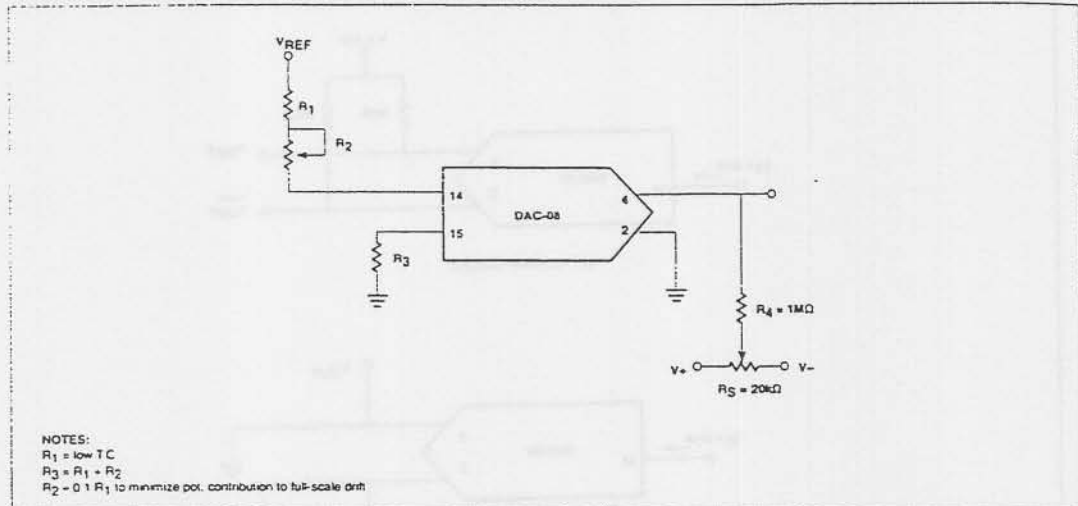 VREF
R1
R2
14
4
DAC-08
15
2
R3
R4 = 1MΩ
V+
V–
RS = 20kΩ
NOTES:
R1 = low TC
R3 = R1 + R2
R2 = 0.1 R1 to minimize pot. contribution to full-scale drift